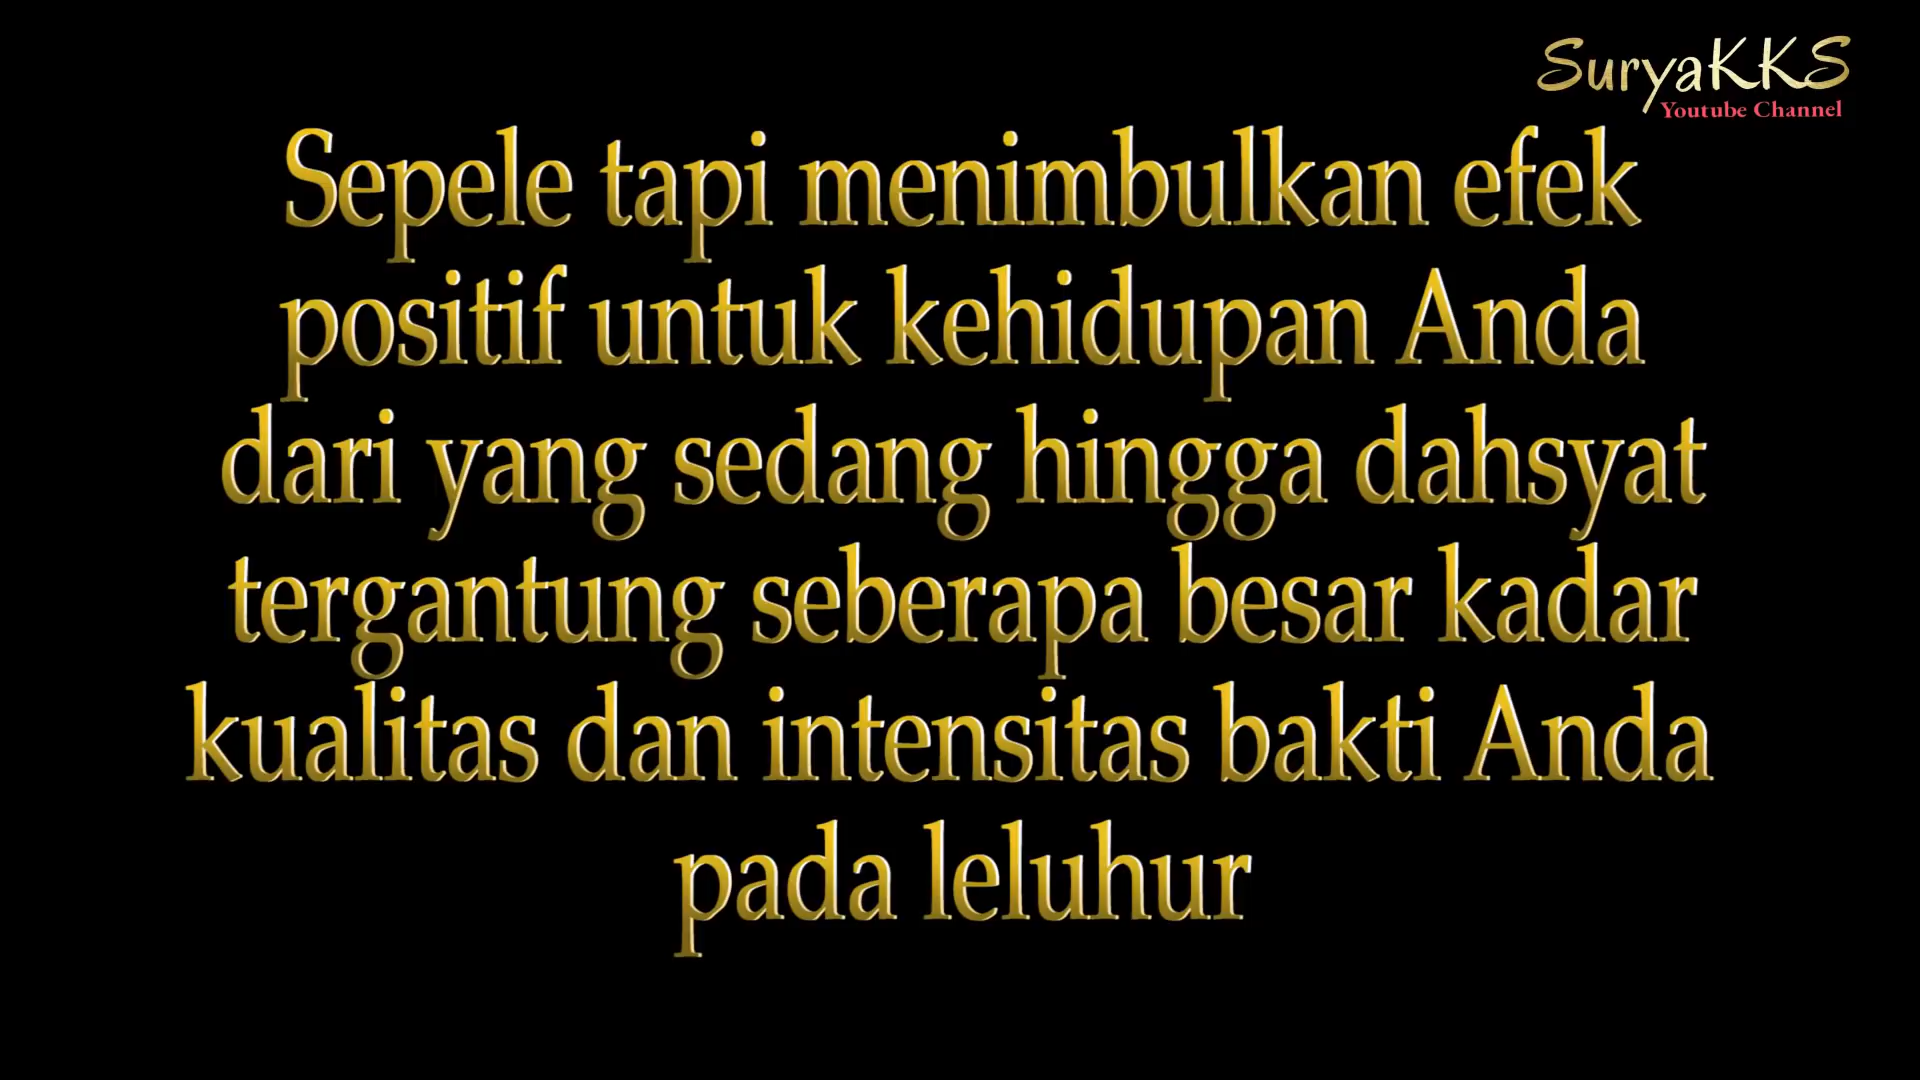 SuryaKKS
Youtube Channel
Sepele tapi menimbulkan efek
positif untuk kehidupan Anda
dari yang sedang hingga dahsyat
tergantung seberapa besar kadar
kualitas dan intensitas bakti Anda
pada leluhur